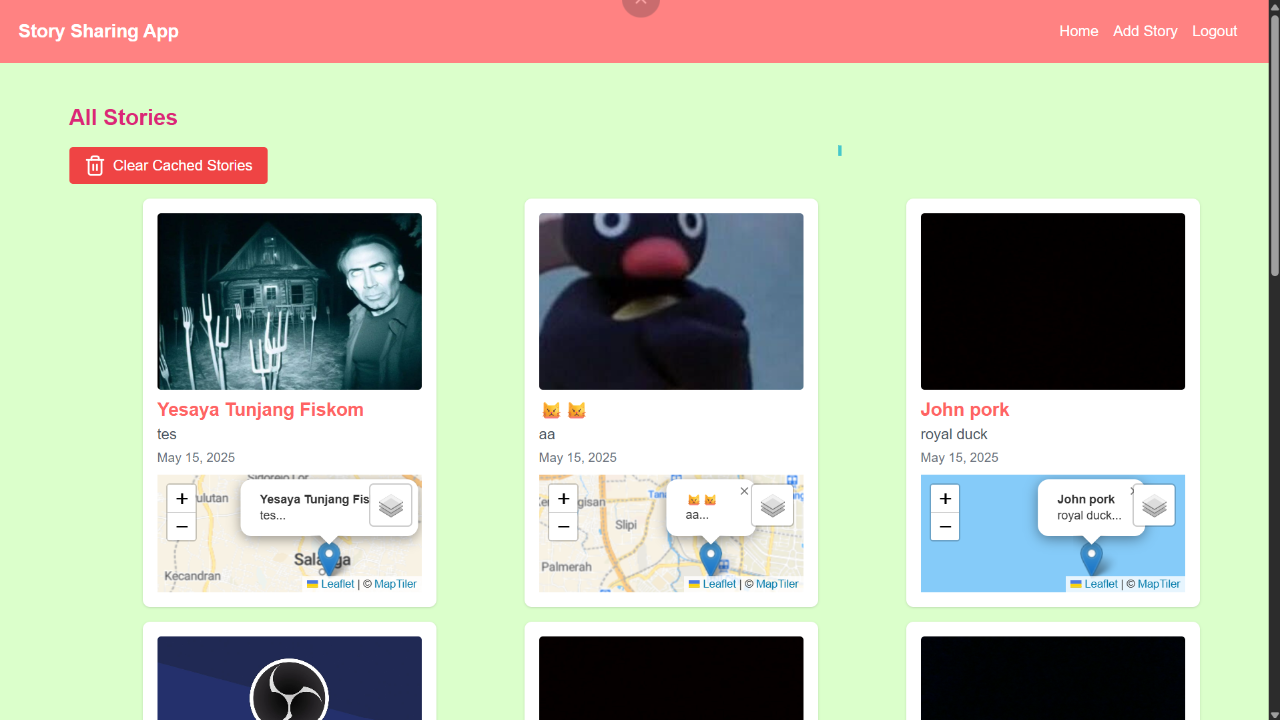 Story Sharing App
Home Add Story Logout
All Stories
Clear Cached Stories
Yesaya Tunjang Fiskom
tes
May 15, 2025
+
−
Yesaya Tunjang Fis
tes...
Kecandran
Leaflet | © MapTiler
😾 😾
aa
May 15, 2025
+
−
😾 😾
aa...
×
Slipi
Palmerah
Leaflet | © MapTiler
John pork
royal duck
May 15, 2025
+
−
John pork
royal duck...
Leaflet | © MapTiler